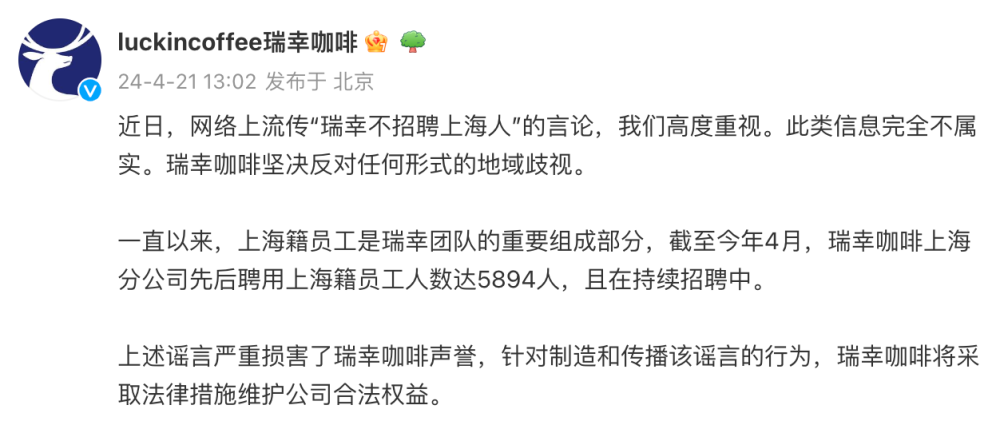 luckincoffee瑞幸咖啡
24-4-21 13:02 发布于 北京
近日，网络上流传“瑞幸不招聘上海人”的言论，我们高度重视。此类信息完全不属
实。瑞幸咖啡坚决反对任何形式的地域歧视。
一直以来，上海籍员工是瑞幸团队的重要组成部分，截至今年4月，瑞幸咖啡上海
分公司先后聘用上海籍员工人数达5894人，且在持续招聘中。
上述谣言严重损害了瑞幸咖啡声誉，针对制造和传播该谣言的行为，瑞幸咖啡将采
取法律措施维护公司合法权益。